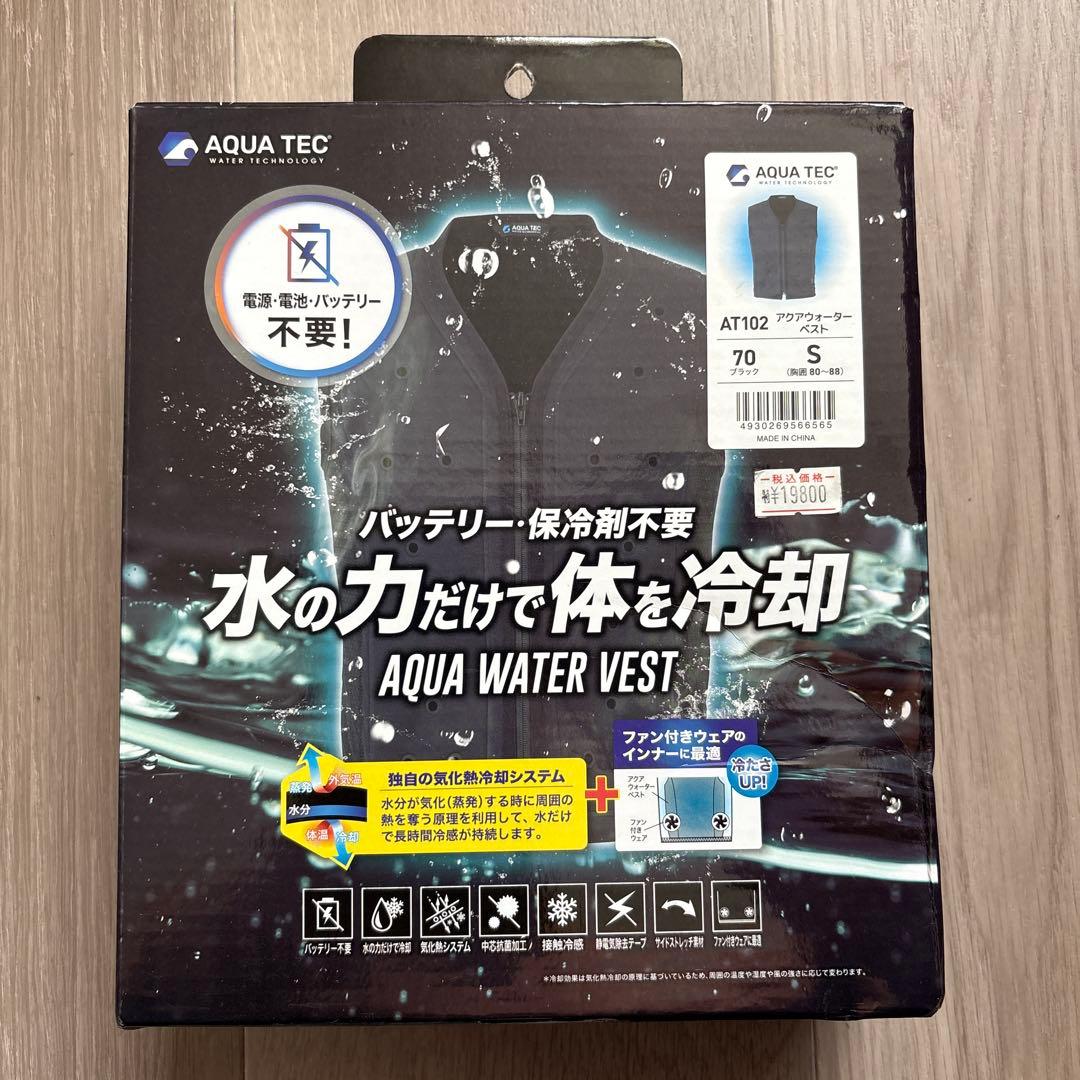 AQUA TEC
WATER TECHNOLOGY
電源・電池・バッテリー
不要!
AQUA TEC
AQUA TEC
WATER TECHNOLOGY
AT102 アクアウォーター
ベスト
70 S
ブラック (胸囲 80〜88)
4930269566565
MADE IN CHINA
税込価格
¥19800
バッテリー・保冷剤不要
水の力だけで体を冷却
AQUA WATER VEST
蒸発 外気温
水分
体温 冷却
独自の気化熱冷却システム
水分が気化(蒸発)する時に周囲の
熱を奪う原理を利用して、水だけ
で長時間冷感が持続します。
+
ファン付きウェアの
インナーに最適
冷たさ
UP!
アクア
ウォーター
ベスト
ファン
付き
ウェア
バッテリー不要
水の力だけで冷却
気化熱システム
中芯抗菌加工
接触冷感
静電気除去テープ
サイドストレッチ素材
ファン付きウェアに最適
*冷却効果は気化熱冷却の原理に基づいているため、周囲の温度や湿度や風の強さに応じて変わります。